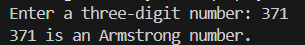 Enter a three-digit number: 371
371 is an Armstrong number.